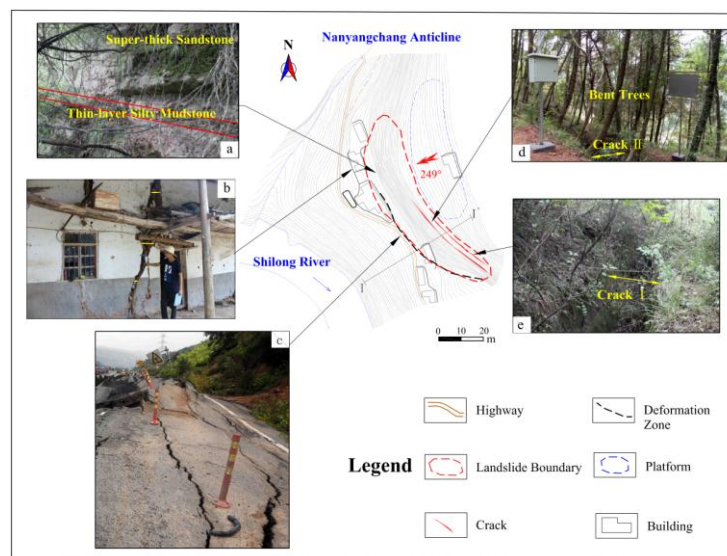 Super-thick Sandstone
Thin-layer Silty Mudstone
a
N
Nanyangchang Anticline
249°
I'
I
Shilong River
0 10 20
m
Bent Trees
Crack II
d
b
Crack I
e
c
Legend
Highway
Deformation
Zone
Landslide Boundary
Platform
Crack
Building